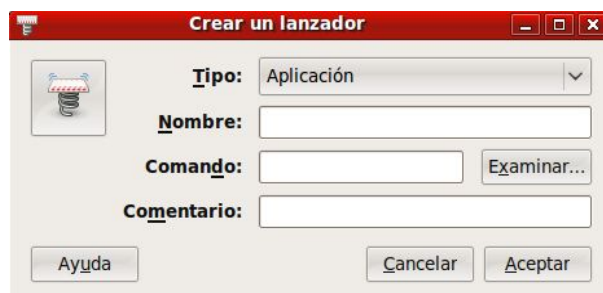 Crear un lanzador
Tipo: Aplicación
Nombre:
Comando: Examinar...
Comentario:
Ayuda Cancelar Aceptar